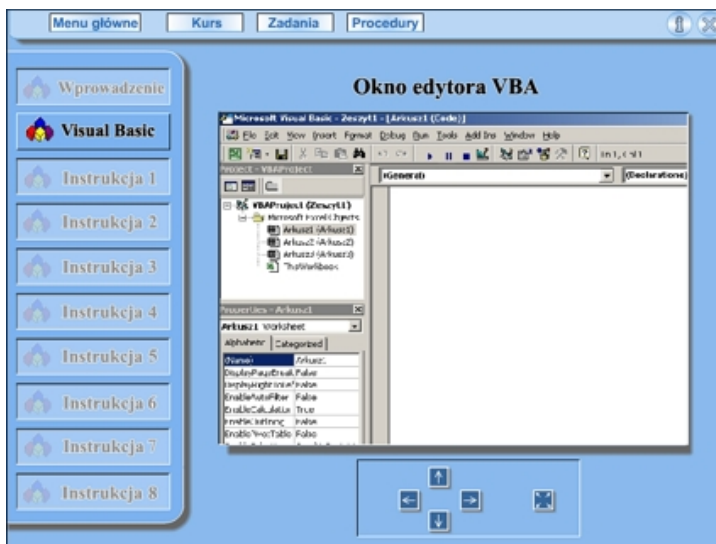 Menu główne
Kurs
Zadania
Procedury
Wprowadzenie
Visual Basic
Instrukcja 1
Instrukcja 2
Instrukcja 3
Instrukcja 4
Instrukcja 5
Instrukcja 6
Instrukcja 7
Instrukcja 8
Okno edytora VBA
Microsoft Visual Basic - Zeszyt1 - [Arkusz1 (Code)]
File Edit View Insert Format Debug Run Tools Add-Ins Window Help
Project - VBAProject
VBAProject (Zeszyt1)
Microsoft Excel Objects
Arkusz1 (Arkusz1)
Arkusz2 (Arkusz2)
Arkusz3 (Arkusz3)
ThisWorkbook
Properties - Arkusz1
Arkusz1 Worksheet
Alphabetic Categorized
(Name) Arkusz1
False
False
EnableAutoFilter False
EnableCalculation True
EnableOutlining False
EnablePivotTable False
(General)
(Declarations)